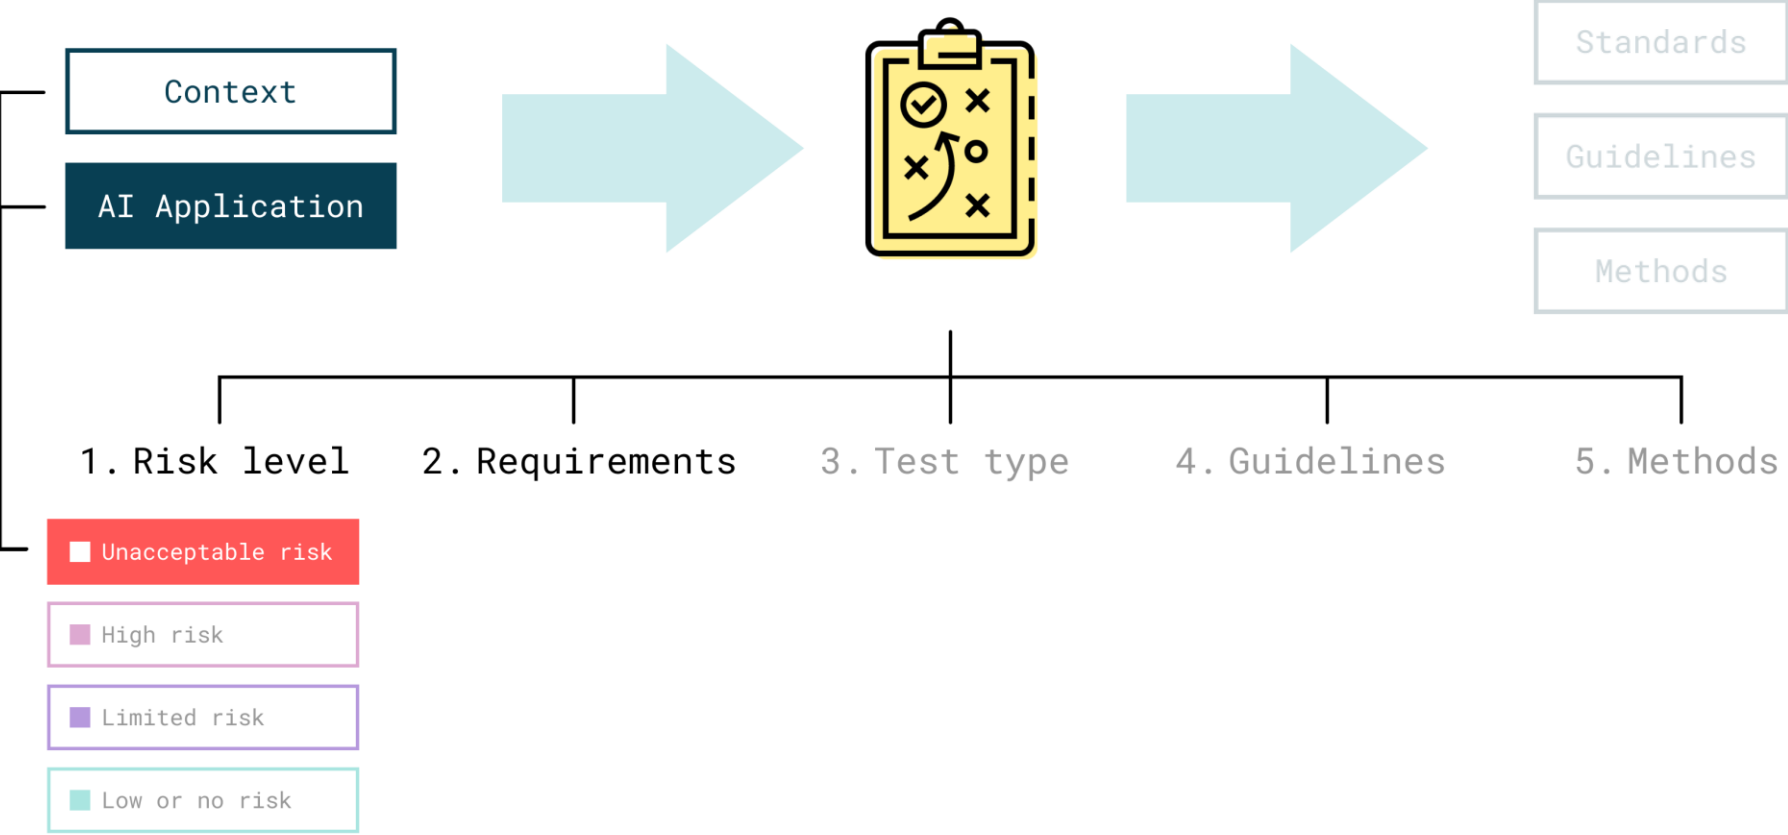 Context
AI Application
Standards
Guidelines
Methods
1. Risk level
2. Requirements
3. Test type
4. Guidelines
5. Methods
Unacceptable risk
High risk
Limited risk
Low or no risk